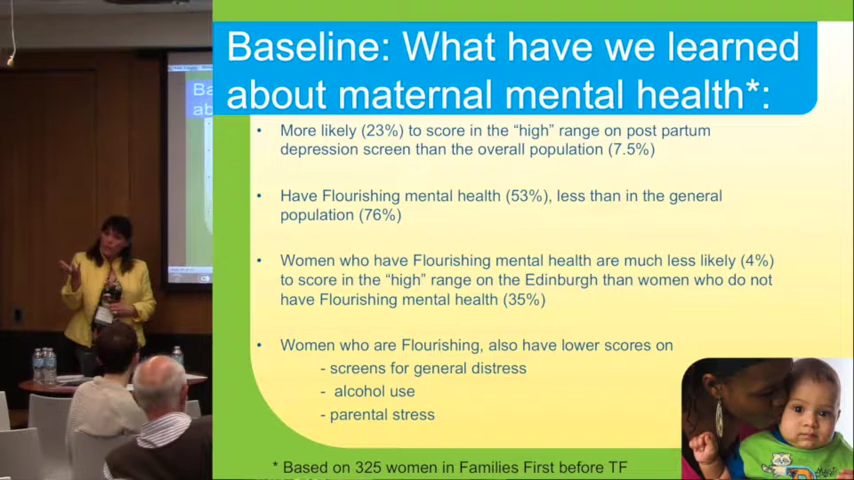 Baseline: What have we learned
about maternal mental health*:
• More likely (23%) to score in the “high” range on post partum
depression screen than the overall population (7.5%)
• Have Flourishing mental health (53%), less than in the general
population (76%)
• Women who have Flourishing mental health are much less likely (4%)
to score in the “high” range on the Edinburgh than women who do not
have Flourishing mental health (35%)
• Women who are Flourishing, also have lower scores on
- screens for general distress
- alcohol use
- parental stress
* Based on 325 women in Families First before TF
Ba
ab